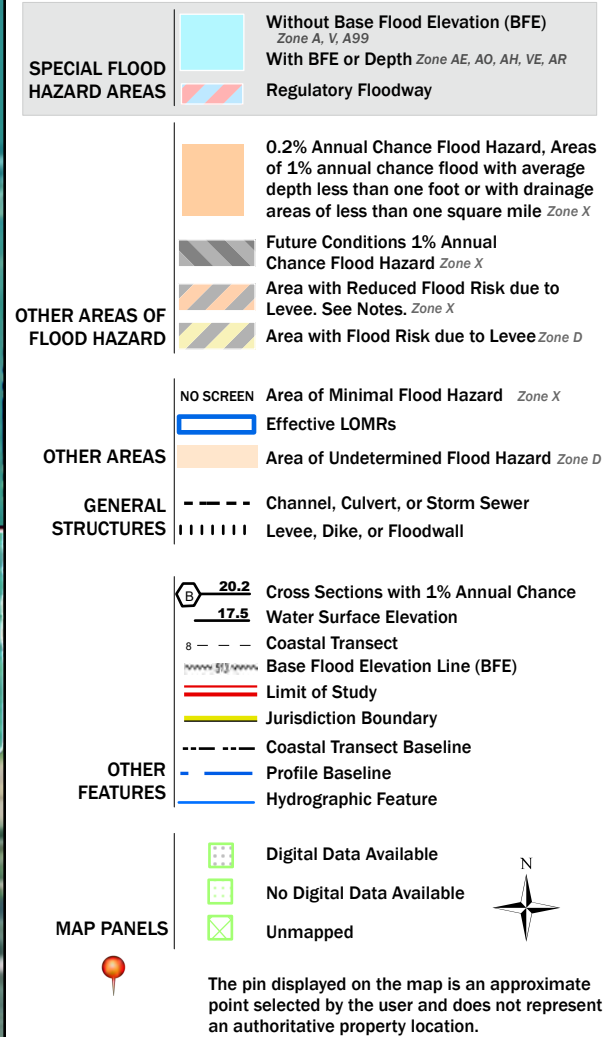 SPECIAL FLOOD
HAZARD AREAS
Without Base Flood Elevation (BFE)
Zone A, V, A99
With BFE or Depth Zone AE, AO, AH, VE, AR
Regulatory Floodway
OTHER AREAS OF
FLOOD HAZARD
0.2% Annual Chance Flood Hazard, Areas
of 1% annual chance flood with average
depth less than one foot or with drainage
areas of less than one square mile Zone X
Future Conditions 1% Annual
Chance Flood Hazard Zone X
Area with Reduced Flood Risk due to
Levee. See Notes. Zone X
Area with Flood Risk due to Levee Zone D
OTHER AREAS
NO SCREEN Area of Minimal Flood Hazard Zone X
Effective LOMRs
Area of Undetermined Flood Hazard Zone D
GENERAL
STRUCTURES
Channel, Culvert, or Storm Sewer
Levee, Dike, or Floodwall
OTHER
FEATURES
B 20.2 Cross Sections with 1% Annual Chance
17.5 Water Surface Elevation
8 Coastal Transect
513 Base Flood Elevation Line (BFE)
Limit of Study
Jurisdiction Boundary
Coastal Transect Baseline
Profile Baseline
Hydrographic Feature
MAP PANELS
Digital Data Available
No Digital Data Available
Unmapped
N
The pin displayed on the map is an approximate
point selected by the user and does not represent
an authoritative property location.